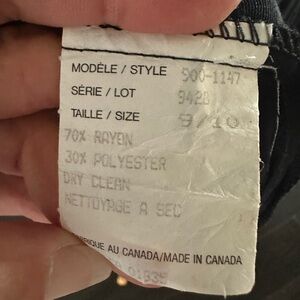 MODÈLE / STYLE 900-1147
SÉRIE / LOT 9428
TAILLE / SIZE 9/10
70% RAYON
30% POLYESTER
DRY CLEAN
NETTOYAGE A SEC
RIQUE AU CANADA/MADE IN CANADA